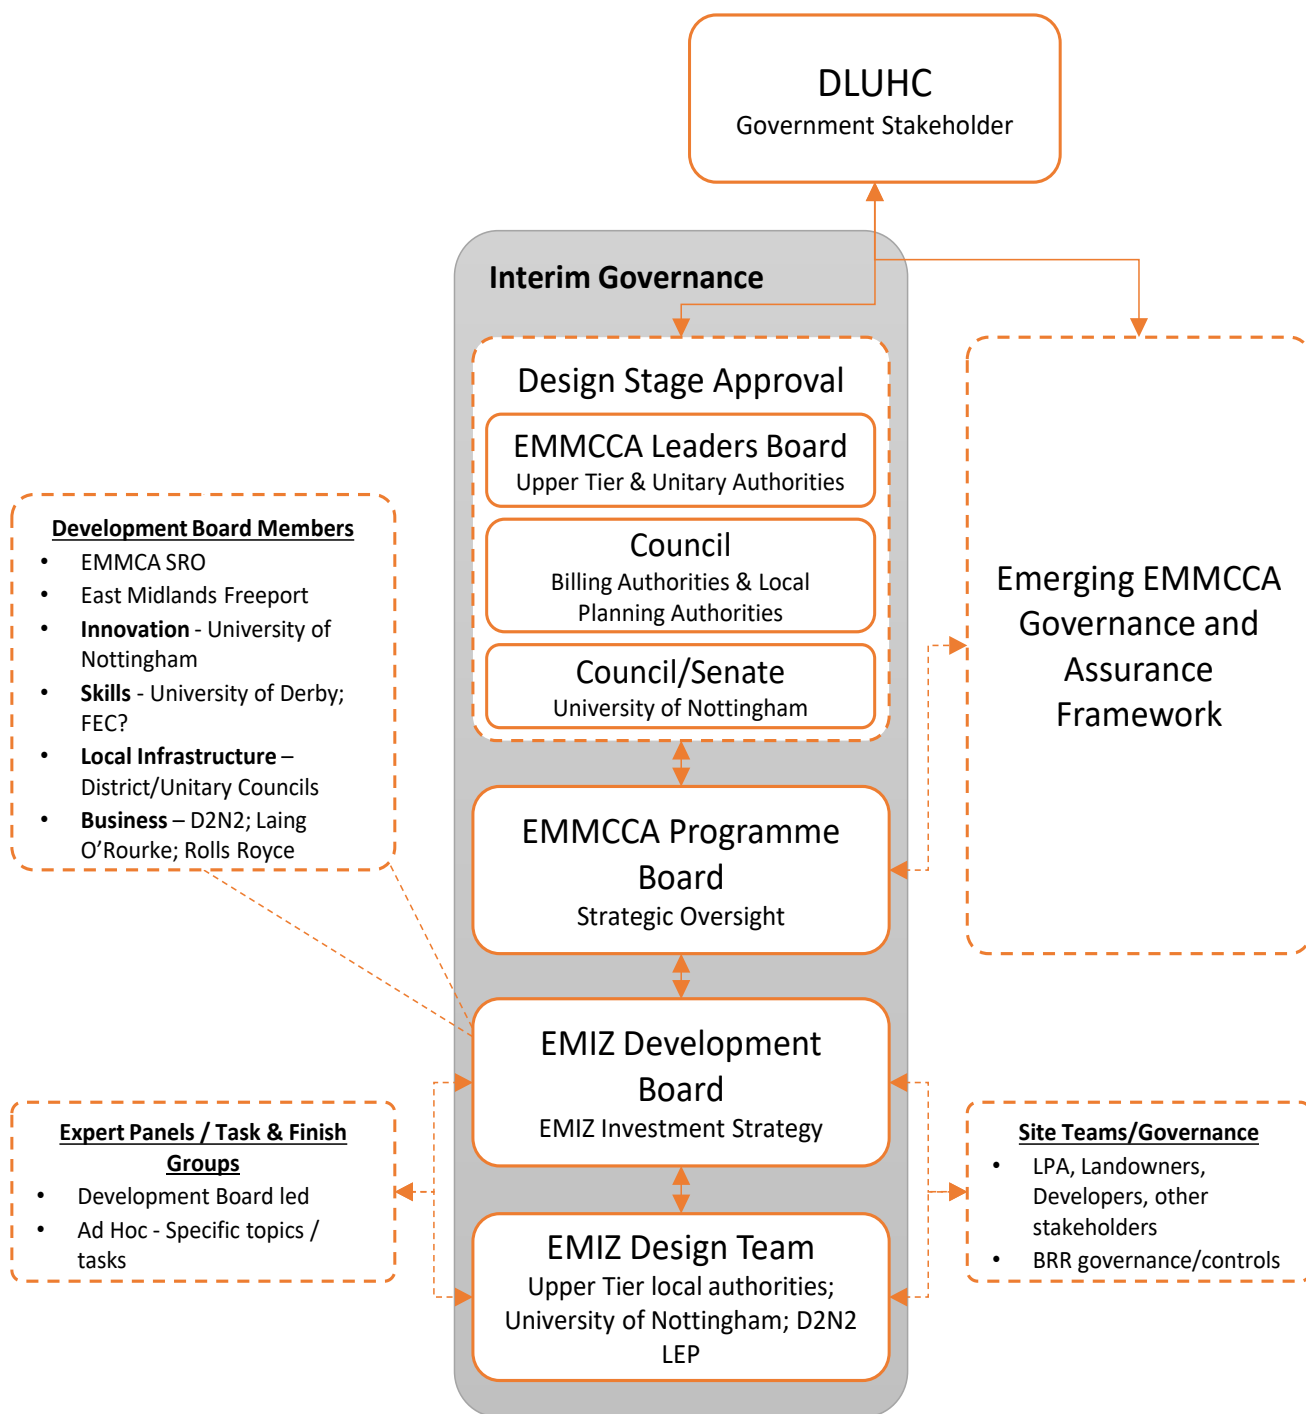 DLUHC
Government Stakeholder
Interim Governance
Design Stage Approval
EMMCCA Leaders Board
Upper Tier & Unitary Authorities
Council
Billing Authorities & Local
Planning Authorities
Council/Senate
University of Nottingham
Emerging EMMCCA
Governance and
Assurance
Framework
Development Board Members
• EMMCA SRO
• East Midlands Freeport
• Innovation - University of
Nottingham
• Skills - University of Derby;
FEC?
• Local Infrastructure –
District/Unitary Councils
• Business – D2N2; Laing
O’Rourke; Rolls Royce
EMMCCA Programme
Board
Strategic Oversight
EMIZ Development
Board
EMIZ Investment Strategy
Expert Panels / Task & Finish
Groups
• Development Board led
• Ad Hoc - Specific topics /
tasks
Site Teams/Governance
• LPA, Landowners,
Developers, other
stakeholders
• BRR governance/controls
EMIZ Design Team
Upper Tier local authorities;
University of Nottingham; D2N2
LEP